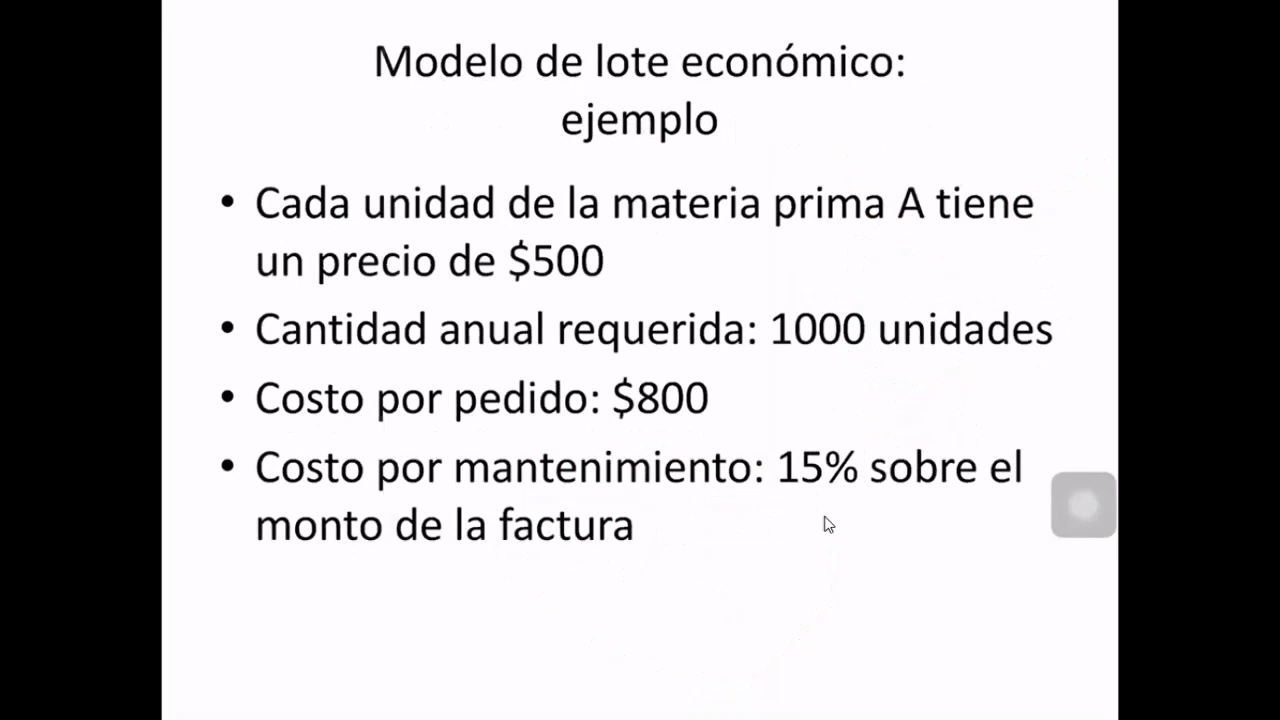 Modelo de lote económico:
ejemplo
• Cada unidad de la materia prima A tiene
un precio de $500
• Cantidad anual requerida: 1000 unidades
• Costo por pedido: $800
• Costo por mantenimiento: 15% sobre el
monto de la factura